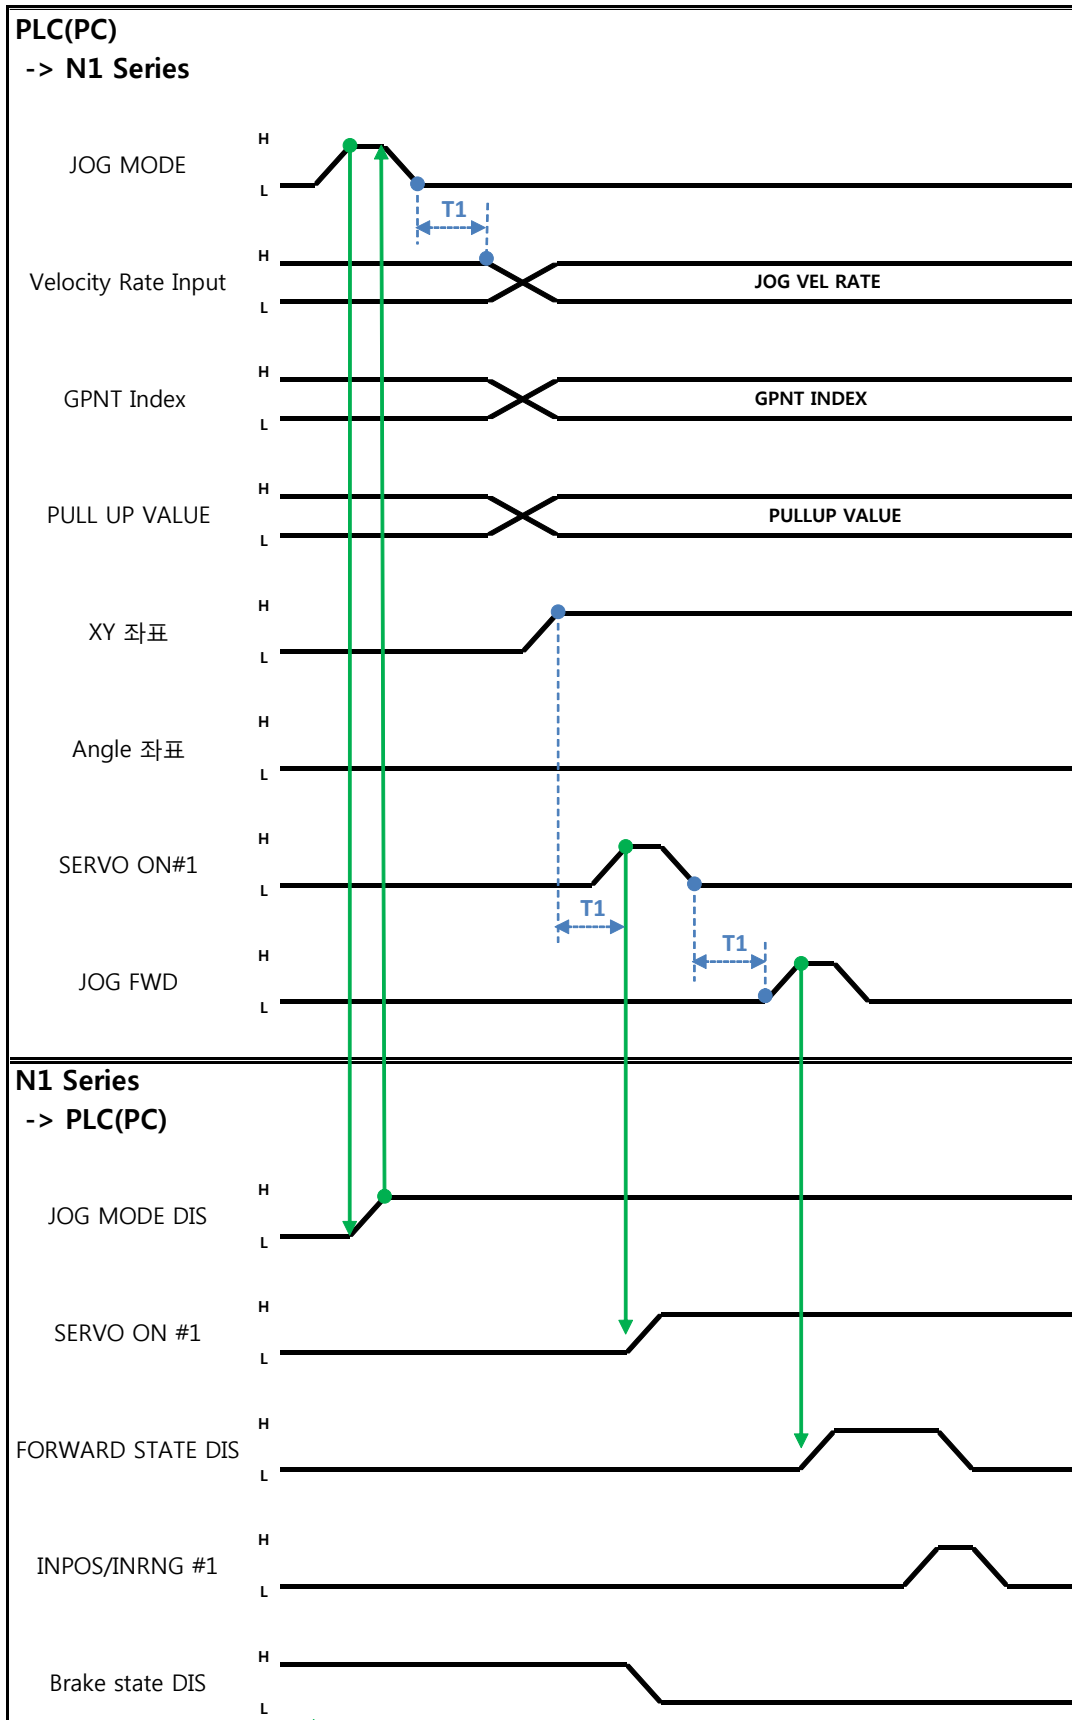 PLC(PC)
-> N1 Series
H
JOG MODE
L
T1
H
Velocity Rate Input
JOG VEL RATE
L
H
GPNT Index
GPNT INDEX
L
H
PULL UP VALUE
PULLUP VALUE
L
H
XY 좌표
L
H
Angle 좌표
L
H
SERVO ON#1
L
T1
T1
H
JOG FWD
L
N1 Series
-> PLC(PC)
H
JOG MODE DIS
L
H
SERVO ON #1
L
H
FORWARD STATE DIS
L
H
INPOS/INRNG #1
L
H
Brake state DIS
L